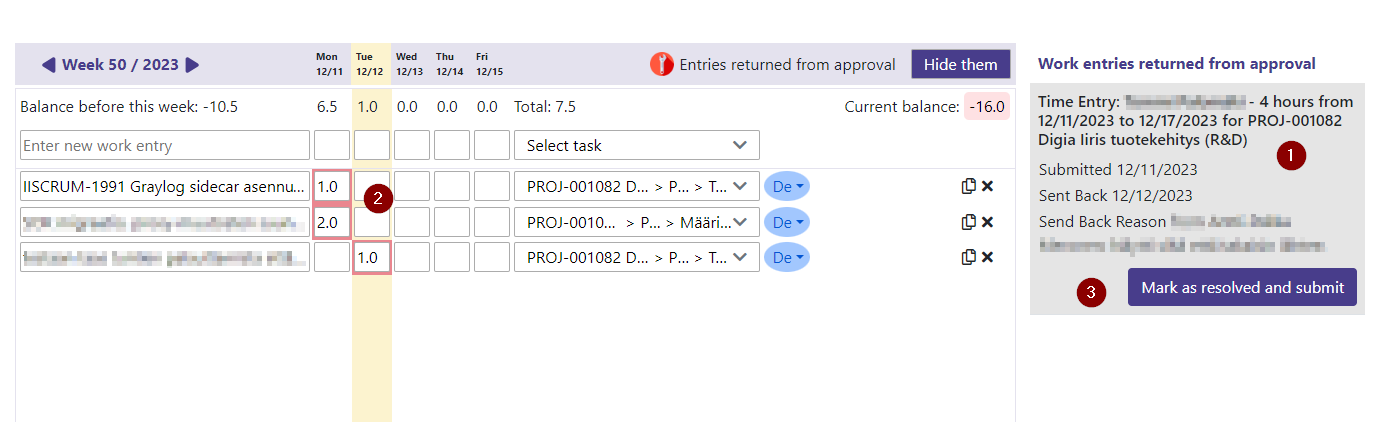 Week 50 / 2023
Mon 12/11
Tue 12/12
Wed 12/13
Thu 12/14
Fri 12/15
Entries returned from approval
Hide them
Balance before this week: -10.5
6.5
1.0
0.0
0.0
0.0
Total: 7.5
Current balance: -16.0
Enter new work entry
Select task
IISCRUM-1991 Graylog sidecar asennu...
1.0
2
PROJ-001082 D... > P... > T...
De
2.0
PROJ-0010... > P... > Määri...
De
1.0
PROJ-001082 D... > P... > T...
De
Work entries returned from approval
Time Entry: - 4 hours from
12/11/2023 to 12/17/2023 for PROJ-001082
Digia Iiris tuotekehitys (R&D)
1
Submitted 12/11/2023
Sent Back 12/12/2023
Send Back Reason
3
Mark as resolved and submit